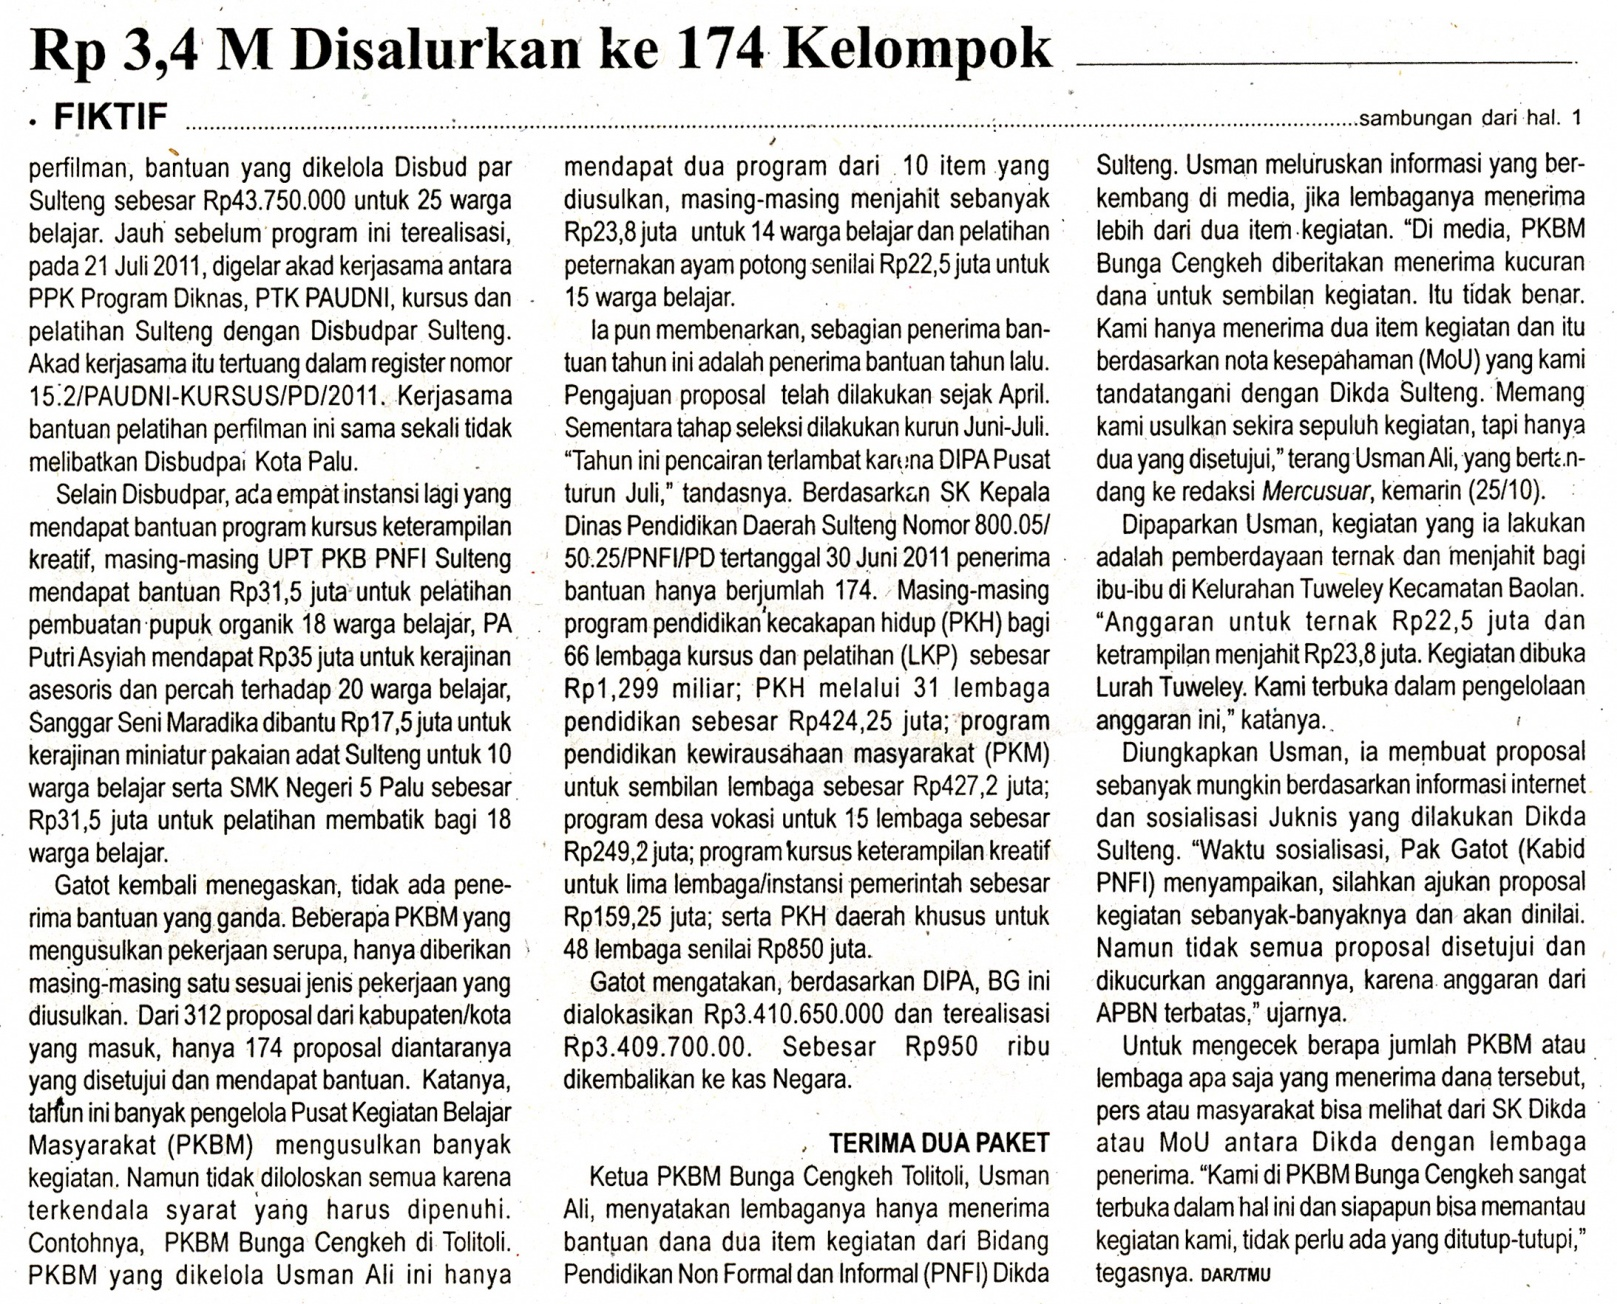 Rp 3,4 M Disalurkan ke 174 Kelompok
FIKTIF
sambungan dari hal. 1
perfilman, bantuan yang dikelola Disbud par
Sulteng sebesar Rp43.750.000 untuk 25 warga
belajar. Jauh sebelum program ini terealisasi,
pada 21 Juli 2011, digelar akad kerjasama antara
PPK Program Diknas, PTK PAUDNI, kursus dan
pelatihan Sulteng dengan Disbudpar Sulteng.
Akad kerjasama itu tertuang dalam register nomor
15.2/PAUDNI-KURSUS/PD/2011. Kerjasama
bantuan pelatihan perfilman ini sama sekali tidak
melibatkan Disbudpar Kota Palu.
Selain Disbudpar, ada empat instansi lagi yang
mendapat bantuan program kursus keterampilan
kreatif, masing-masing UPT PKB PNFI Sulteng
mendapat bantuan Rp31,5 juta untuk pelatihan
pembuatan pupuk organik 18 warga belajar, PA
Putri Asyiah mendapat Rp35 juta untuk kerajinan
asesoris dan percah terhadap 20 warga belajar,
Sanggar Seni Maradika dibantu Rp17,5 juta untuk
kerajinan miniatur pakaian adat Sulteng untuk 10
warga belajar serta SMK Negeri 5 Palu sebesar
Rp31,5 juta untuk pelatihan membatik bagi 18
warga belajar.
Gatot kembali menegaskan, tidak ada pene-
rima bantuan yang ganda. Beberapa PKBM yang
mengusulkan pekerjaan serupa, hanya diberikan
masing-masing satu sesuai jenis pekerjaan yang
diusulkan. Dari 312 proposal dari kabupaten/kota
yang masuk, hanya 174 proposal diantaranya
yang disetujui dan mendapat bantuan. Katanya,
tahun ini banyak pengelola Pusat Kegiatan Belajar
Masyarakat (PKBM) mengusulkan banyak
kegiatan. Namun tidak diloloskan semua karena
terkendala syarat yang harus dipenuhi.
Contohnya, PKBM Bunga Cengkeh di Tolitoli.
PKBM yang dikelola Usman Ali ini hanya
mendapat dua program dari 10 item yang
diusulkan, masing-masing menjahit sebanyak
Rp23,8 juta untuk 14 warga belajar dan pelatihan
peternakan ayam potong senilai Rp22,5 juta untuk
15 warga belajar.
Ia pun membenarkan, sebagian penerima ban-
tuan tahun ini adalah penerima bantuan tahun lalu.
Pengajuan proposal telah dilakukan sejak April.
Sementara tahap seleksi dilakukan kurun Juni-Juli.
“Tahun ini pencairan terlambat karena DIPA Pusat
turun Juli,” tandasnya. Berdasarkan SK Kepala
Dinas Pendidikan Daerah Sulteng Nomor 800.05/
50.25/PNFI/PD tertanggal 30 Juni 2011 penerima
bantuan hanya berjumlah 174. Masing-masing
program pendidikan kecakapan hidup (PKH) bagi
66 lembaga kursus dan pelatihan (LKP) sebesar
Rp1,299 miliar; PKH melalui 31 lembaga
pendidikan sebesar Rp424,25 juta; program
pendidikan kewirausahaan masyarakat (PKM)
untuk sembilan lembaga sebesar Rp427,2 juta;
program desa vokasi untuk 15 lembaga sebesar
Rp249,2 juta; program kursus keterampilan kreatif
untuk lima lembaga/instansi pemerintah sebesar
Rp159,25 juta; serta PKH daerah khusus untuk
48 lembaga senilai Rp850 juta.
Gatot mengatakan, berdasarkan DIPA, BG ini
dialokasikan Rp3.410.650.000 dan terealisasi
Rp3.409.700.00. Sebesar Rp950 ribu
dikembalikan ke kas Negara.
TERIMA DUA PAKET
Ketua PKBM Bunga Cengkeh Tolitoli, Usman
Ali, menyatakan lembaganya hanya menerima
bantuan dana dua item kegiatan dari Bidang
Pendidikan Non Formal dan Informal (PNFI) Dikda
Sulteng. Usman meluruskan informasi yang ber-
kembang di media, jika lembaganya menerima
lebih dari dua item kegiatan. “Di media, PKBM
Bunga Cengkeh diberitakan menerima kucuran
dana untuk sembilan kegiatan. Itu tidak benar.
Kami hanya menerima dua item kegiatan dan itu
berdasarkan nota kesepahaman (MoU) yang kami
tandatangani dengan Dikda Sulteng. Memang
kami usulkan sekira sepuluh kegiatan, tapi hanya
dua yang disetujui,” terang Usman Ali, yang bertan-
dang ke redaksi Mercusuar, kemarin (25/10).
Dipaparkan Usman, kegiatan yang ia lakukan
adalah pemberdayaan ternak dan menjahit bagi
ibu-ibu di Kelurahan Tuweley Kecamatan Baolan.
“Anggaran untuk ternak Rp22,5 juta dan
ketrampilan menjahit Rp23,8 juta. Kegiatan dibuka
Lurah Tuweley. Kami terbuka dalam pengelolaan
anggaran ini,” katanya.
Diungkapkan Usman, ia membuat proposal
sebanyak mungkin berdasarkan informasi internet
dan sosialisasi Juknis yang dilakukan Dikda
Sulteng. “Waktu sosialisasi, Pak Gatot (Kabid
PNFI) menyampaikan, silahkan ajukan proposal
kegiatan sebanyak-banyaknya dan akan dinilai.
Namun tidak semua proposal disetujui dan
dikucurkan anggarannya, karena anggaran dari
APBN terbatas,” ujarnya.
Untuk mengecek berapa jumlah PKBM atau
lembaga apa saja yang menerima dana tersebut,
pers atau masyarakat bisa melihat dari SK Dikda
atau MoU antara Dikda dengan lembaga
penerima. “Kami di PKBM Bunga Cengkeh sangat
terbuka dalam hal ini dan siapapun bisa memantau
kegiatan kami, tidak perlu ada yang ditutup-tutupi,”
tegasnya. DAR/TMU